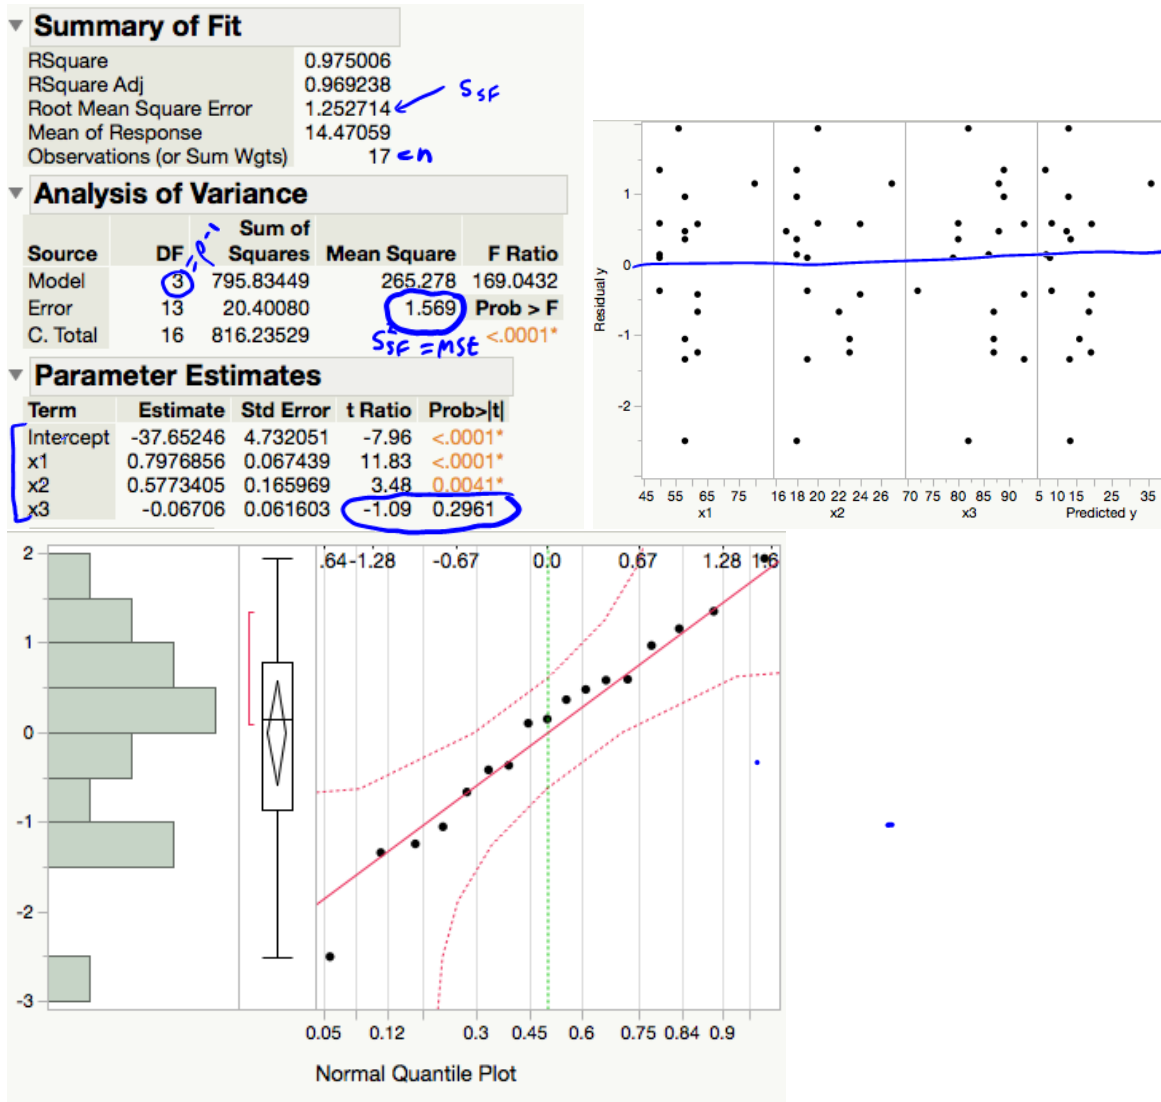 Summary of Fit
RSquare 0.975006
RSquare Adj 0.969238
Root Mean Square Error 1.252714 SSF
Mean of Response 14.47059
Observations (or Sum Wgts) 17 = n
Analysis of Variance
Sum of
Source DF Squares Mean Square F Ratio
p-1
Model 3 795.83449 265.278 169.0432
Error 13 20.40080 1.569 Prob > F
C. Total 16 816.23529 <.0001*
S²SF = MSE
Parameter Estimates
Term Estimate Std Error t Ratio Prob>|t|
Intercept -37.65246 4.732051 -7.96 <.0001*
x1 0.7976856 0.067439 11.83 <.0001*
x2 0.5773405 0.165969 3.48 0.0041*
x3 -0.06706 0.061603 -1.09 0.2961
Residual y
1
0
-1
-2
45 55 65 75 16 18 20 22 24 26 70 75 80 85 90 5 10 15 25 35
x1 x2 x3 Predicted y
2
1
0
-1
-2
-3
.64 -1.28 -0.67 0.0 0.67 1.28 1.6
0.05 0.12 0.3 0.45 0.6 0.75 0.84 0.9
Normal Quantile Plot